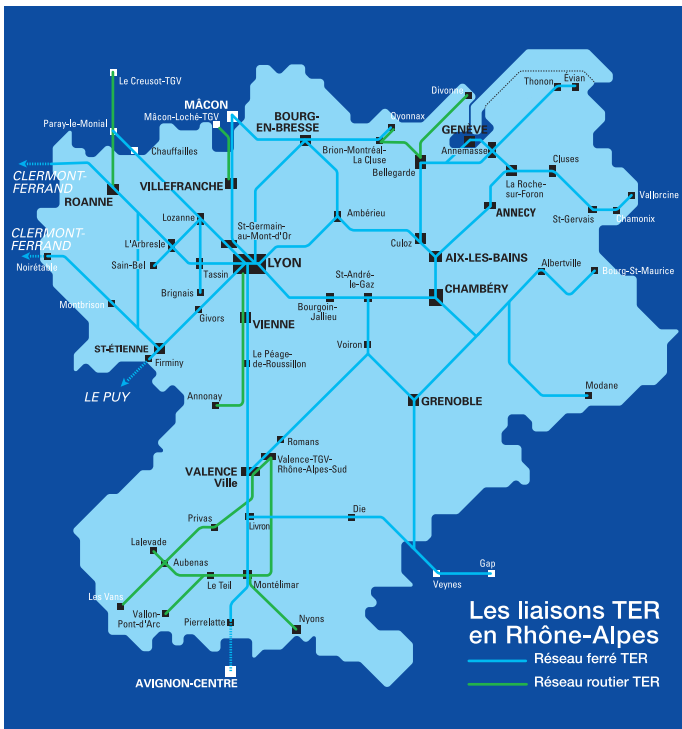 Le Creusot-TGV
Divonne
Thonon
Évian
MÂCON
Mâcon-Loché-TGV
Paray-le-Monial
BOURG-
EN-BRESSE
Oyonnax
GENÈVE
Chauffailles
Brion-Montréal-
La Cluse
Annemasse
Cluses
Bellegarde
CLERMONT-
FERRAND
VILLEFRANCHE
La Roche-
sur-Foron
Vallorcine
ROANNE
ANNECY
St-Gervais
Chamonix
Lozanne
St-Germain-
au-Mont-d'Or
Ambérieu
CLERMONT-
FERRAND
L'Arbresle
Culoz
Noirétable
Sain-Bel
Tassin
LYON
AIX-LES-BAINS
Albertville
Bourg-St-Maurice
St-André-
le-Gaz
CHAMBÉRY
Brignais
Montbrison
Givors
Bourgoin-
Jallieu
VIENNE
ST-ÉTIENNE
Voiron
Firminy
Le Péage-
de-Roussillon
LE PUY
Modane
Annonay
GRENOBLE
Romans
VALENCE
Ville
Valence-TGV-
Rhône-Alpes-Sud
Die
Privas
Livron
Lalevade
Aubenas
Gap
Le Teil
Montélimar
Veynes
Les Vans
Vallon-
Pont-d'Arc
Pierrelatte
Nyons
Les liaisons TER
en Rhône-Alpes
Réseau ferré TER
Réseau routier TER
AVIGNON-CENTRE